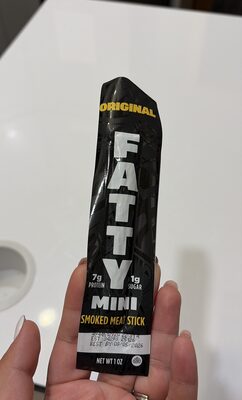 ORIGINAL
FATTY
7g
PROTEIN
1g
SUGAR
MINI
SMOKED MEAT STICK
NET WT 1 OZ